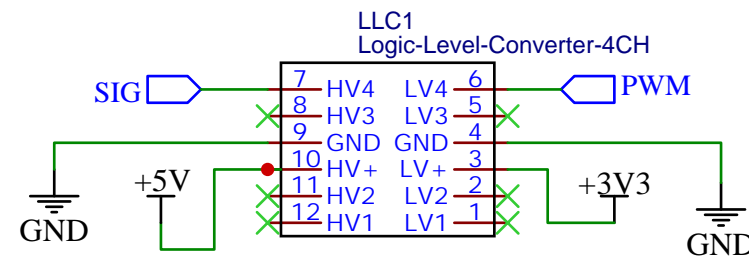 LLC1
Logic-Level-Converter-4CH
SIG 7 HV4 LV4 6 PWM
8 HV3 LV3 5
9 GND GND 4
10 HV+ LV+ 3
+5V 11 HV2 LV2 2 +3V3
12 HV1 LV1 1
GND GND